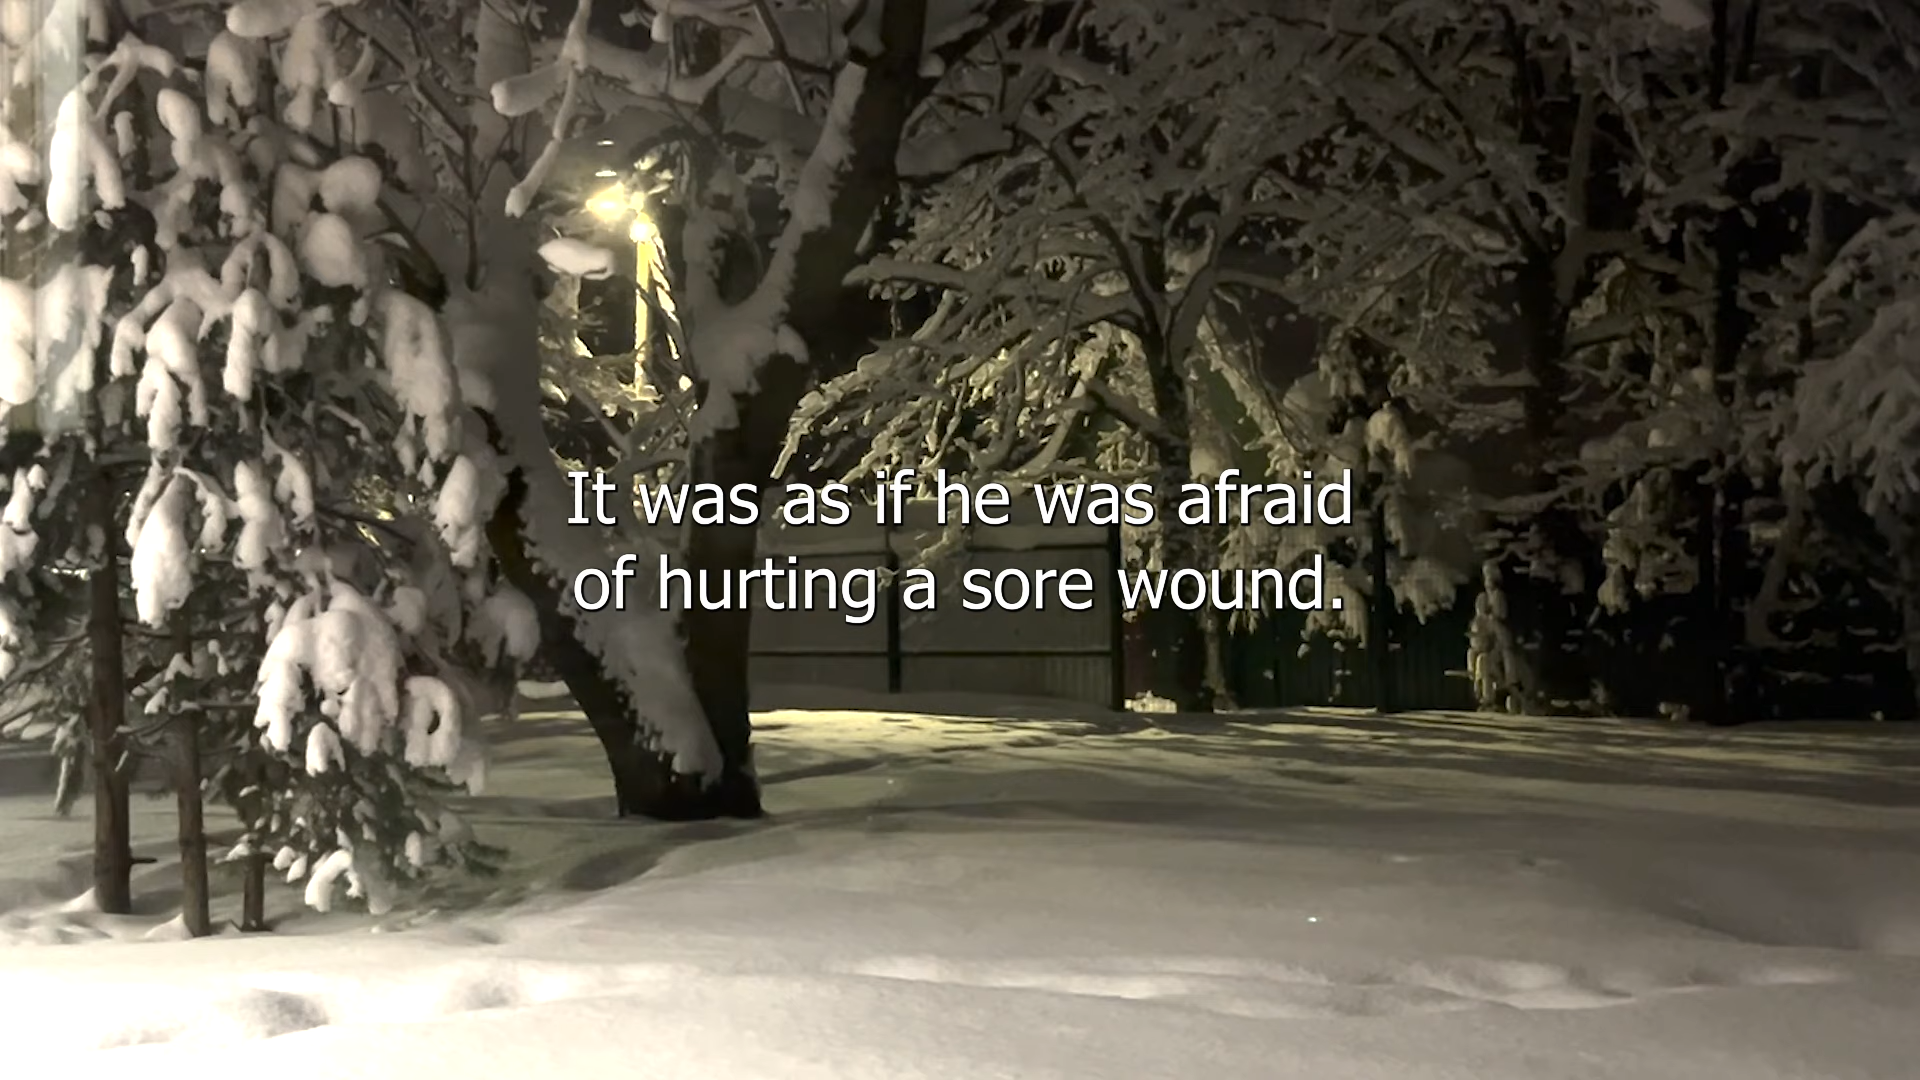 It was as if he was afraid
of hurting a sore wound.